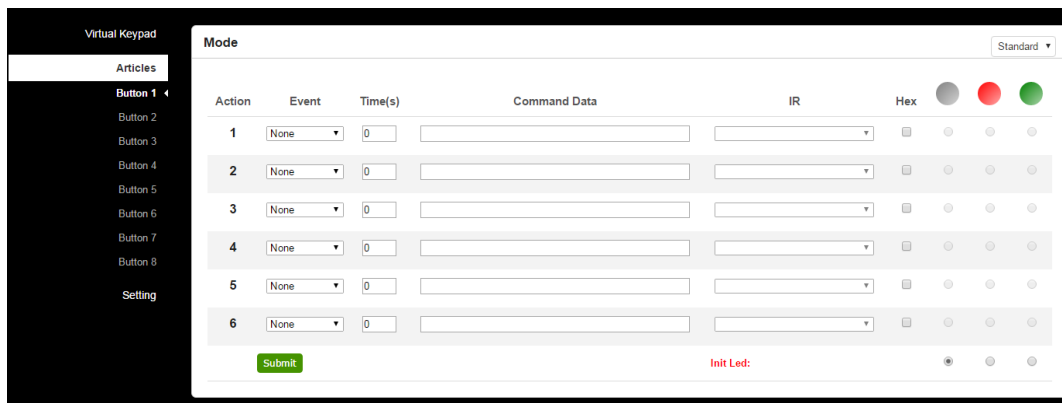 Virtual Keypad
Articles
Button 1
Button 2
Button 3
Button 4
Button 5
Button 6
Button 7
Button 8
Setting
Mode
Standard
Action Event Time(s) Command Data IR Hex
1 None 0
2 None 0
3 None 0
4 None 0
5 None 0
6 None 0
Submit Init Led: